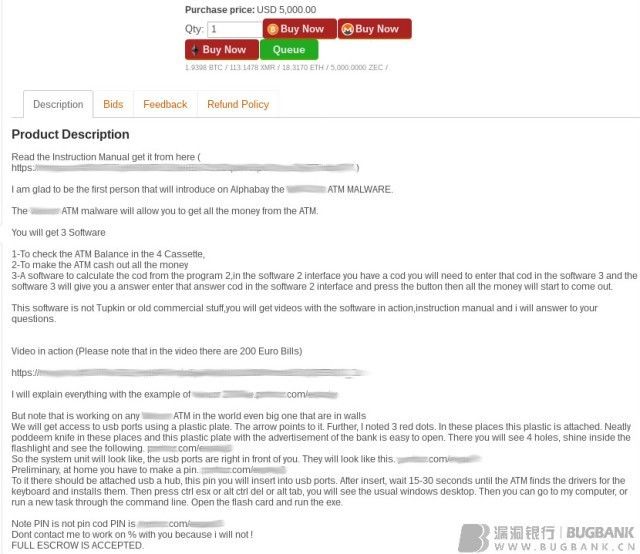 Purchase price: USD 5,000.00
Qty: 1 Buy Now Buy Now
Buy Now Queue
1.9398 BTC / 113.1478 XMR / 18.3170 ETH / 5,000.0000 ZEC /
Description Bids Feedback Refund Policy
Product Description
Read the Instruction Manual get it from here (
https: )
I am glad to be the first person that will introduce on Alphabay the ATM MALWARE.
The ATM malware will allow you to get all the money from the ATM.
You will get 3 Software
1-To check the ATM Balance in the 4 Cassette,
2-To make the ATM cash out all the money
3-A software to calculate the cod from the program 2,in the software 2 interface you have a cod you will need to enter that cod in the software 3 and the
software 3 will give you a answer enter that answer cod in the software 2 interface and press the button then all the money will start to come out.
This software is not Tupkin or old commercial stuff,you will get videos with the software in action,instruction manual and i will answer to your
questions.
Video in action (Please note that in the video there are 200 Euro Bills)
https://
I will explain everything with the example of .com/
But note that is working on any ATM in the world even big one that are in walls
We will get access to usb ports using a plastic plate. The arrow points to it. Further, I noted 3 red dots. In these places this plastic is attached. Neatly
poddeem knife in these places and this plastic plate with the advertisement of the bank is easy to open. There you will see 4 holes, shine inside the
flashlight and see the following. .com/
So the system unit will look like, the usb ports are right in front of you. They will look like this. .com/
Preliminary, at home you have to make a pin. .com/
To it there should be attached usb a hub, this pin you will insert into usb ports. After insert, wait 15-30 seconds until the ATM finds the drivers for the
keyboard and installs them. Then press ctrl esx or alt ctrl del or alt tab, you will see the usual windows desktop. Then you can go to my computer, or
run a new task through the command line. Open the flash card and run the exe.
Note PIN is not pin cod PIN is .com/
Dont contact me to work on % with you because i will not !
FULL ESCROW IS ACCEPTED.
漏洞银行 | BUGBANK
WWW.BUGBANK.CN